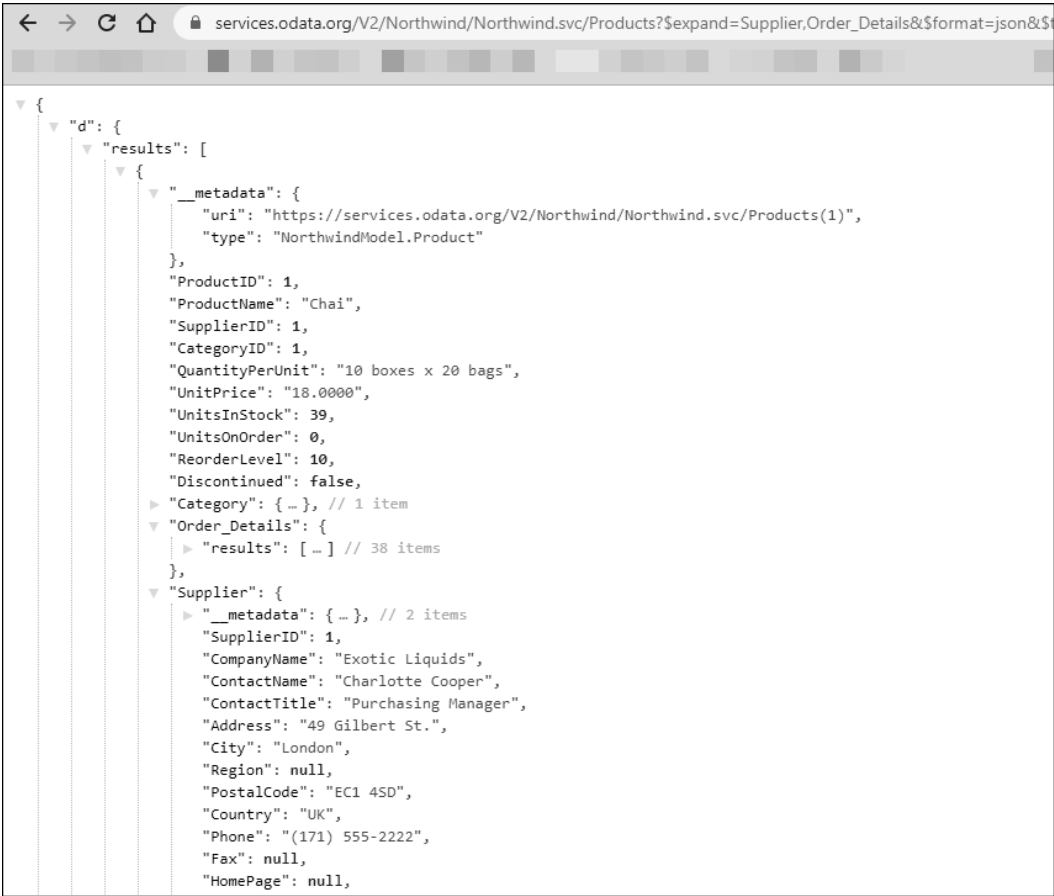 services.odata.org/V2/Northwind/Northwind.svc/Products?$expand=Supplier,Order_Details&$format=json&$t
{
"d": {
"results": [
{
"__metadata": {
"uri": "https://services.odata.org/V2/Northwind/Northwind.svc/Products(1)",
"type": "NorthwindModel.Product"
},
"ProductID": 1,
"ProductName": "Chai",
"SupplierID": 1,
"CategoryID": 1,
"QuantityPerUnit": "10 boxes x 20 bags",
"UnitPrice": "18.0000",
"UnitsInStock": 39,
"UnitsOnOrder": 0,
"ReorderLevel": 10,
"Discontinued": false,
"Category": { … }, // 1 item
"Order_Details": {
"results": [ … ] // 38 items
},
"Supplier": {
"__metadata": { … }, // 2 items
"SupplierID": 1,
"CompanyName": "Exotic Liquids",
"ContactName": "Charlotte Cooper",
"ContactTitle": "Purchasing Manager",
"Address": "49 Gilbert St.",
"City": "London",
"Region": null,
"PostalCode": "EC1 4SD",
"Country": "UK",
"Phone": "(171) 555-2222",
"Fax": null,
"HomePage": null,